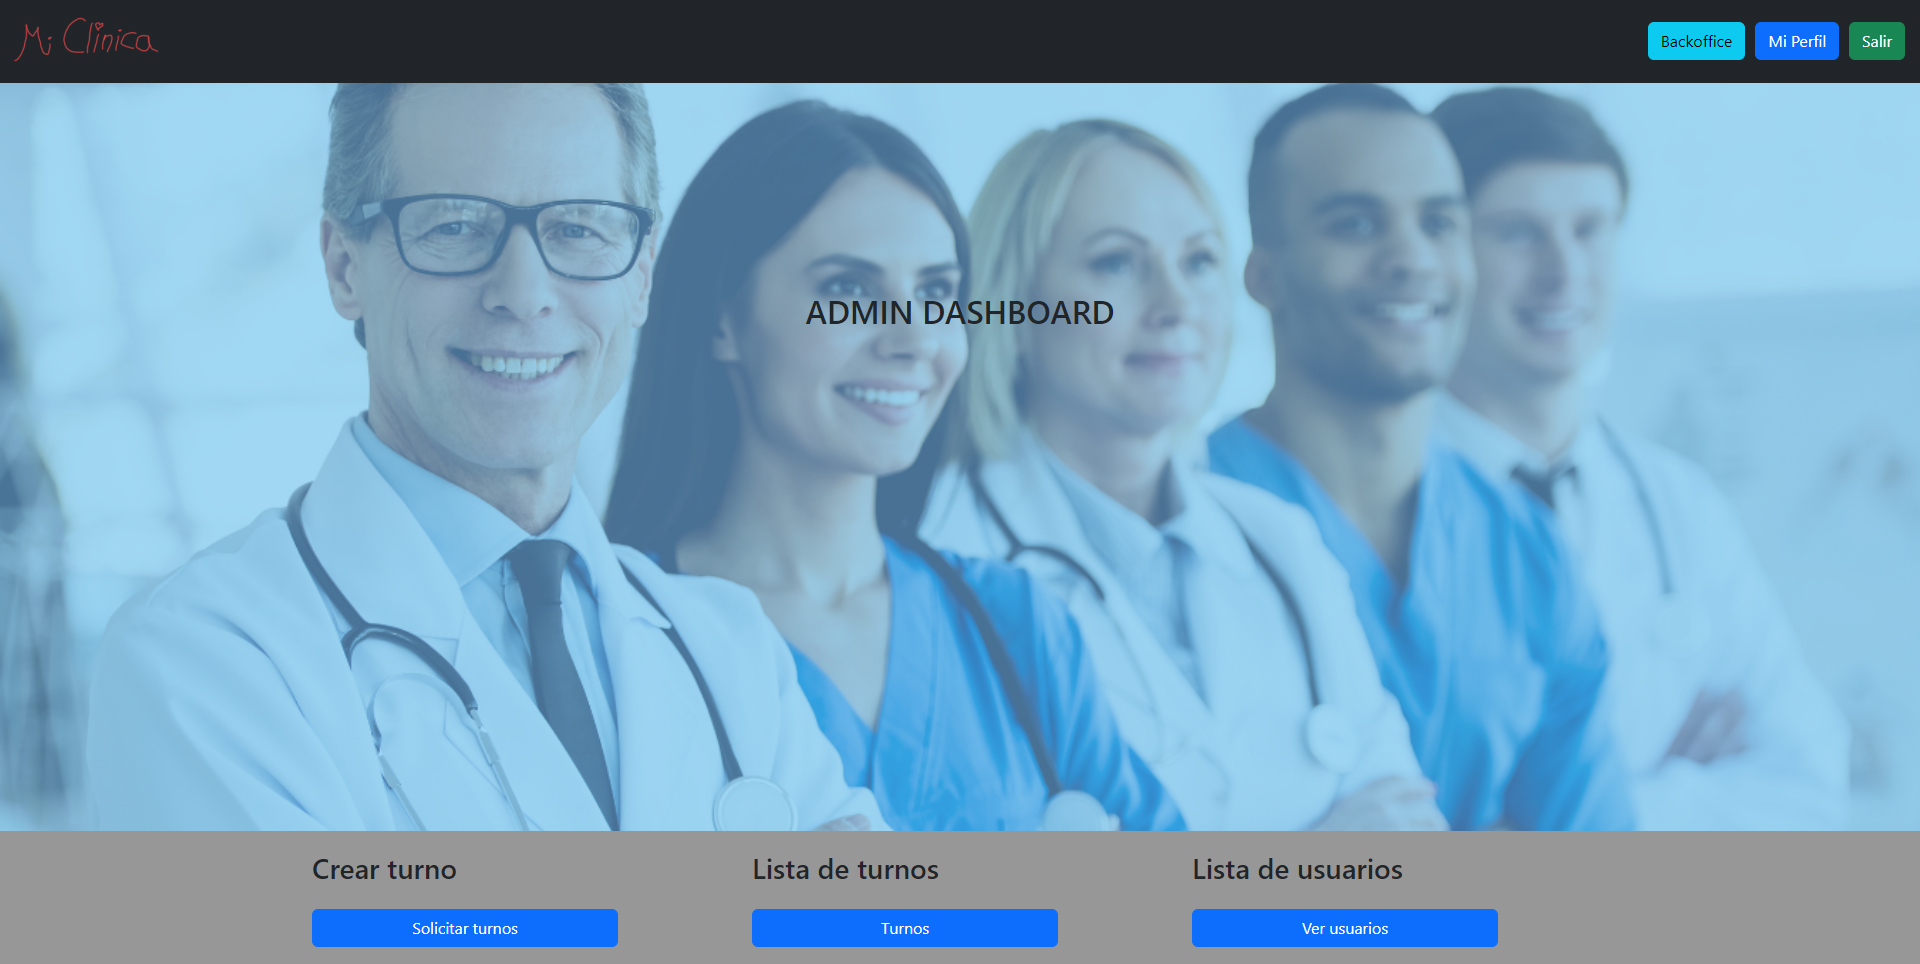 Mi Clinica
Backoffice
Mi Perfil
Salir
ADMIN DASHBOARD
Crear turno
Lista de turnos
Lista de usuarios
Solicitar turnos
Turnos
Ver usuarios